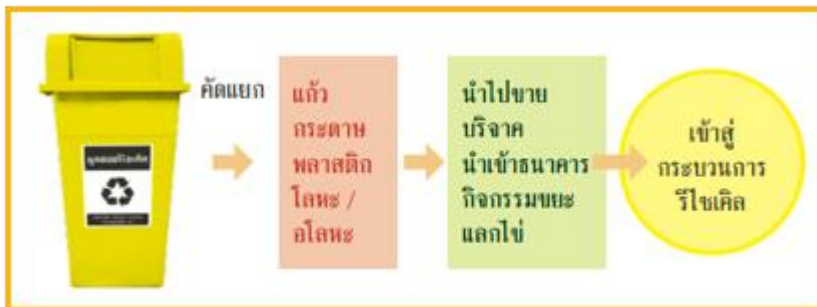 คัดแยก
แก้ว
กระดาษ
พลาสติก
โลหะ /
อโลหะ
นำไปขาย
บริจาค
นำเข้าธนาคาร
กิจกรรมขยะ
แลกไข่
เข้าสู่
กระบวนการ
รีไซเคิล